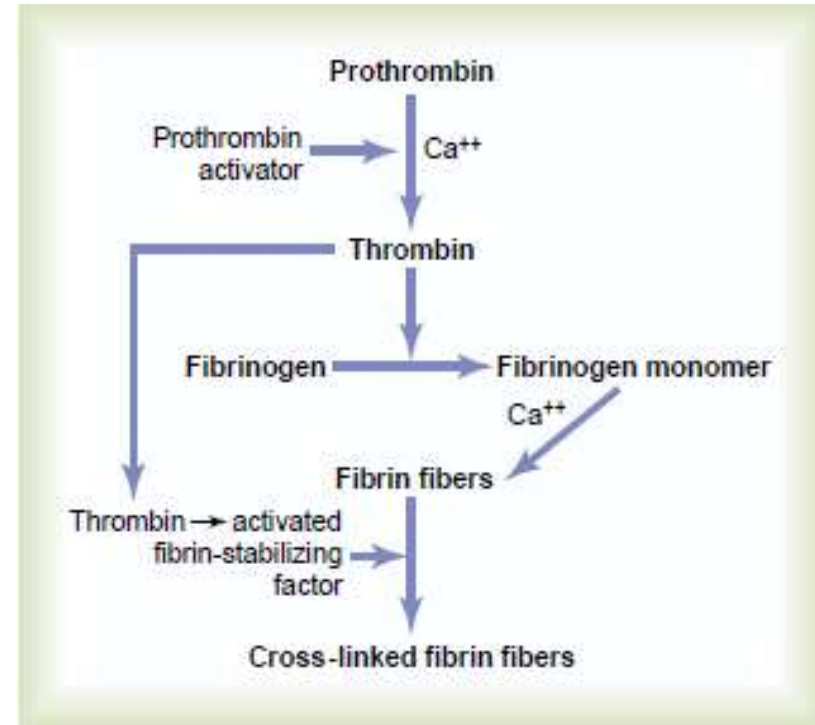 Prothrombin
Prothrombin
activator
Ca++
Thrombin
Fibrinogen
Fibrinogen monomer
Ca++
Fibrin fibers
Thrombin → activated
fibrin-stabilizing
factor
Cross-linked fibrin fibers